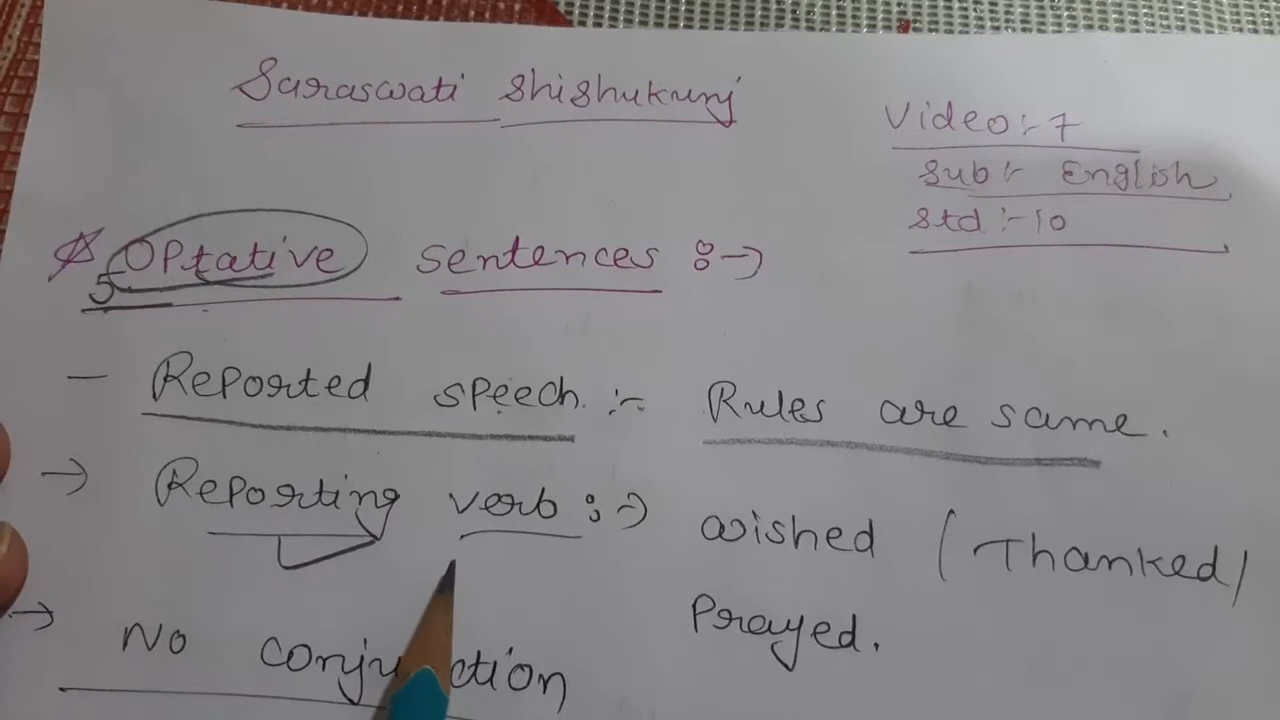 Saraswati Shishukunj
Video:- 7
Sub:- English
Std:- 10
5 Optative sentences :→
- Reported speech :- Rules are same.
→ Reporting verb :→ wished / Thanked /
Prayed.
→ No conjunction